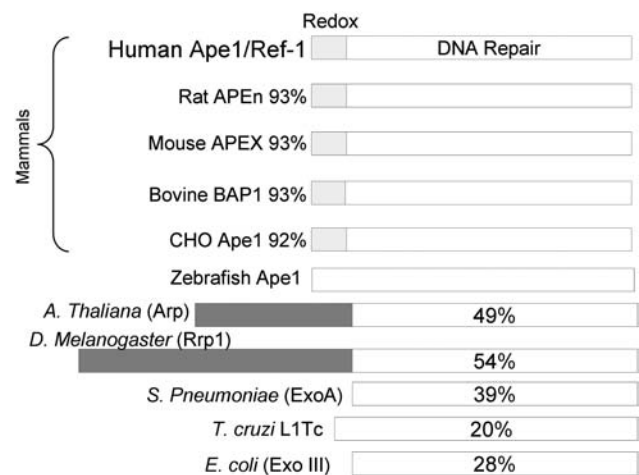 Redox
Human Ape1/Ref-1 DNA Repair
Rat APEn 93%
Mouse APEX 93%
Bovine BAP1 93%
CHO Ape1 92%
Mammals
Zebrafish Ape1
A. Thaliana (Arp) 49%
D. Melanogaster (Rrp1)
54%
S. Pneumoniae (ExoA) 39%
T. cruzi L1Tc 20%
E. coli (Exo III) 28%